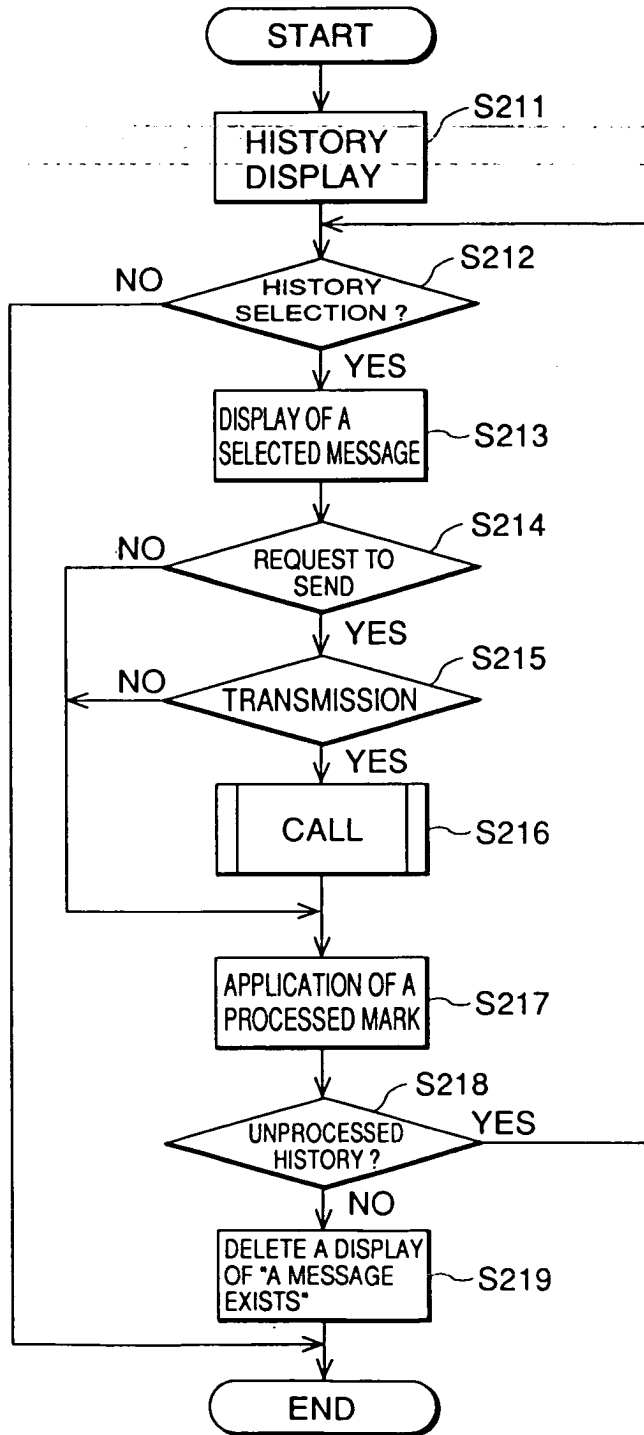 START
S211
HISTORY
DISPLAY
S212
NO
HISTORY
SELECTION ?
YES
DISPLAY OF A
SELECTED MESSAGE
S213
S214
NO
REQUEST TO
SEND
YES
S215
NO
TRANSMISSION
YES
CALL
S216
APPLICATION OF A
PROCESSED MARK
S217
S218
UNPROCESSED
HISTORY ?
YES
NO
DELETE A DISPLAY
OF "A MESSAGE
EXISTS"
S219
END